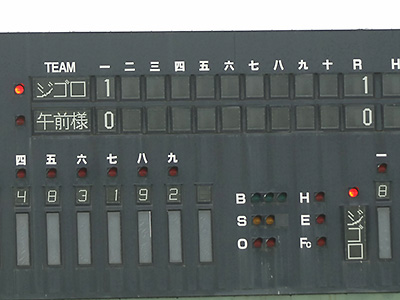 TEAM 一 二 三 四 五 六 七 八 九 十 R H
ジゴロ 1 1
午前様 0 0
四 五 六 七 八 九 一
4 8 3 1 9 2 8
B H
S E
O Fc
ジゴロ